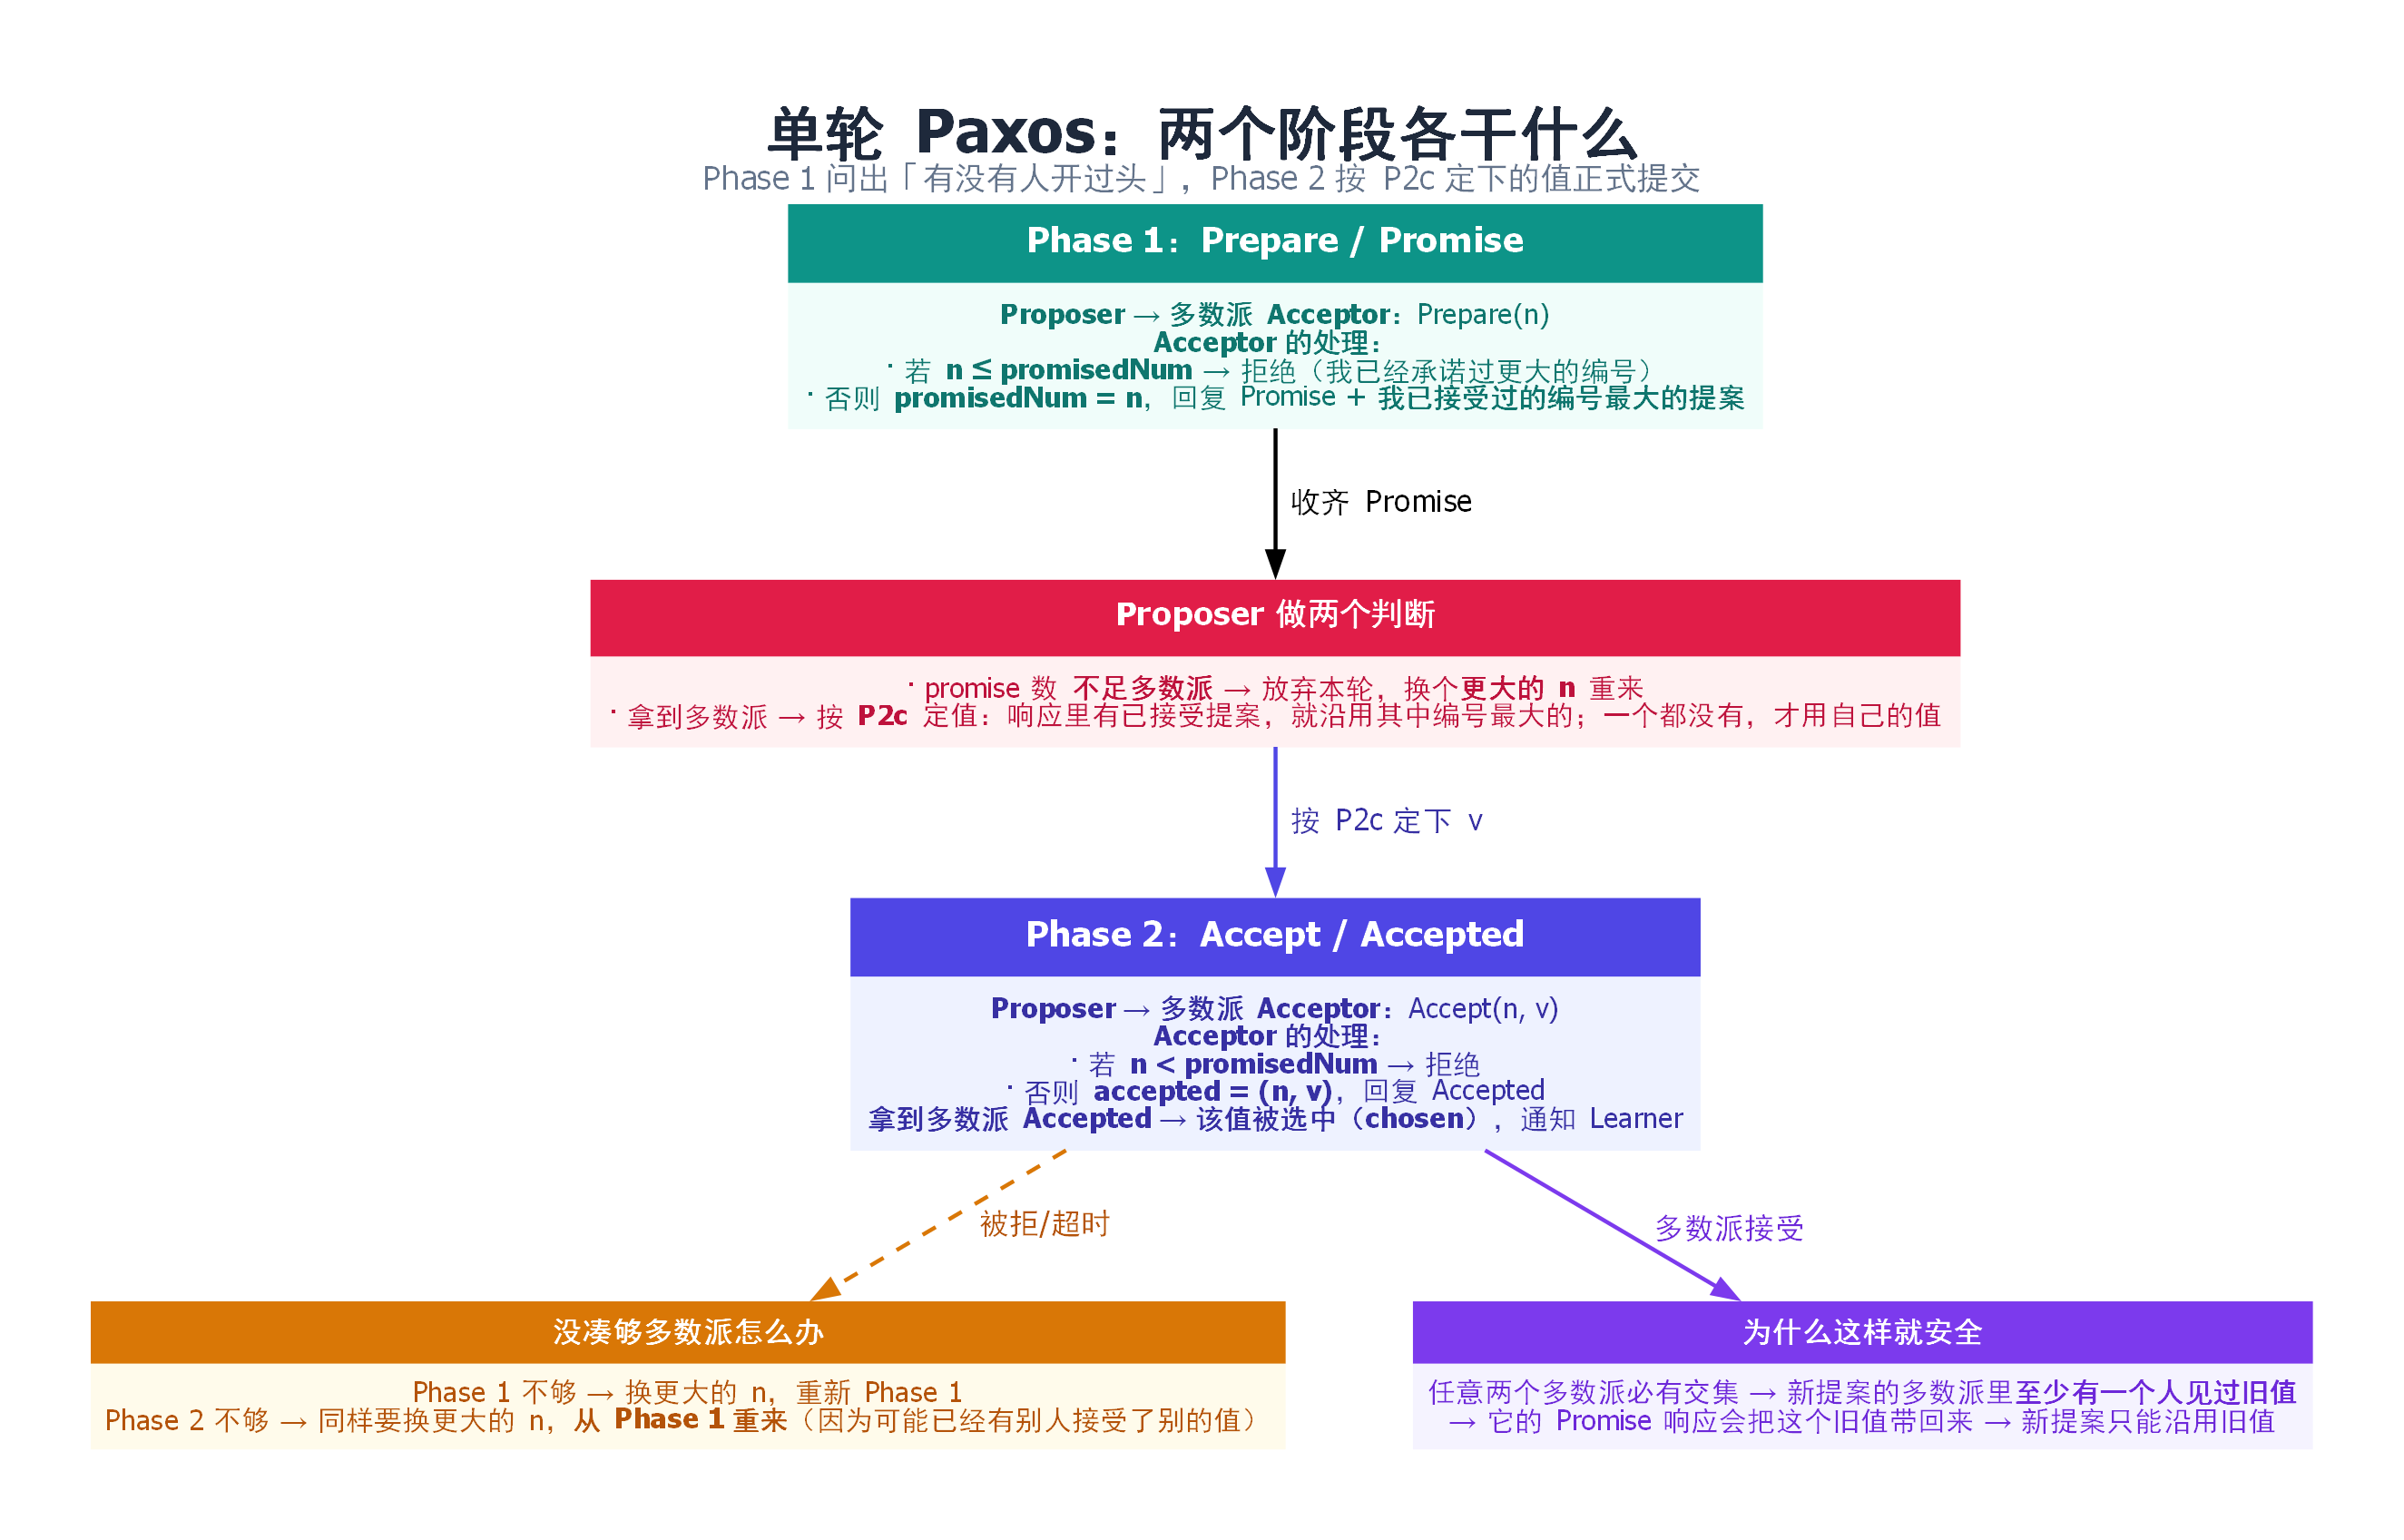 单轮 Paxos：两个阶段各干什么
Phase 1 问出「有没有人开过头」，Phase 2 按 P2c 定下的值正式提交
Phase 1：Prepare / Promise
Proposer → 多数派 Acceptor：Prepare(n)
Acceptor 的处理：
· 若 n ≤ promisedNum → 拒绝（我已经承诺过更大的编号）
· 否则 promisedNum = n，回复 Promise + 我已接受过的编号最大的提案
收齐 Promise
Proposer 做两个判断
· promise 数 不足多数派 → 放弃本轮，换个更大的 n 重来
· 拿到多数派 → 按 P2c 定值：响应里有已接受提案，就沿用其中编号最大的；一个都没有，才用自己的值
按 P2c 定下 v
Phase 2：Accept / Accepted
Proposer → 多数派 Acceptor：Accept(n, v)
Acceptor 的处理：
· 若 n < promisedNum → 拒绝
· 否则 accepted = (n, v)，回复 Accepted
拿到多数派 Accepted → 该值被选中（chosen），通知 Learner
被拒/超时
多数派接受
没凑够多数派怎么办
Phase 1 不够 → 换更大的 n，重新 Phase 1
Phase 2 不够 → 同样要换更大的 n，从 Phase 1 重来（因为可能已经有别人接受了别的值）
为什么这样就安全
任意两个多数派必有交集 → 新提案的多数派里至少有一个人见过旧值
→ 它的 Promise 响应会把这个旧值带回来 → 新提案只能沿用旧值